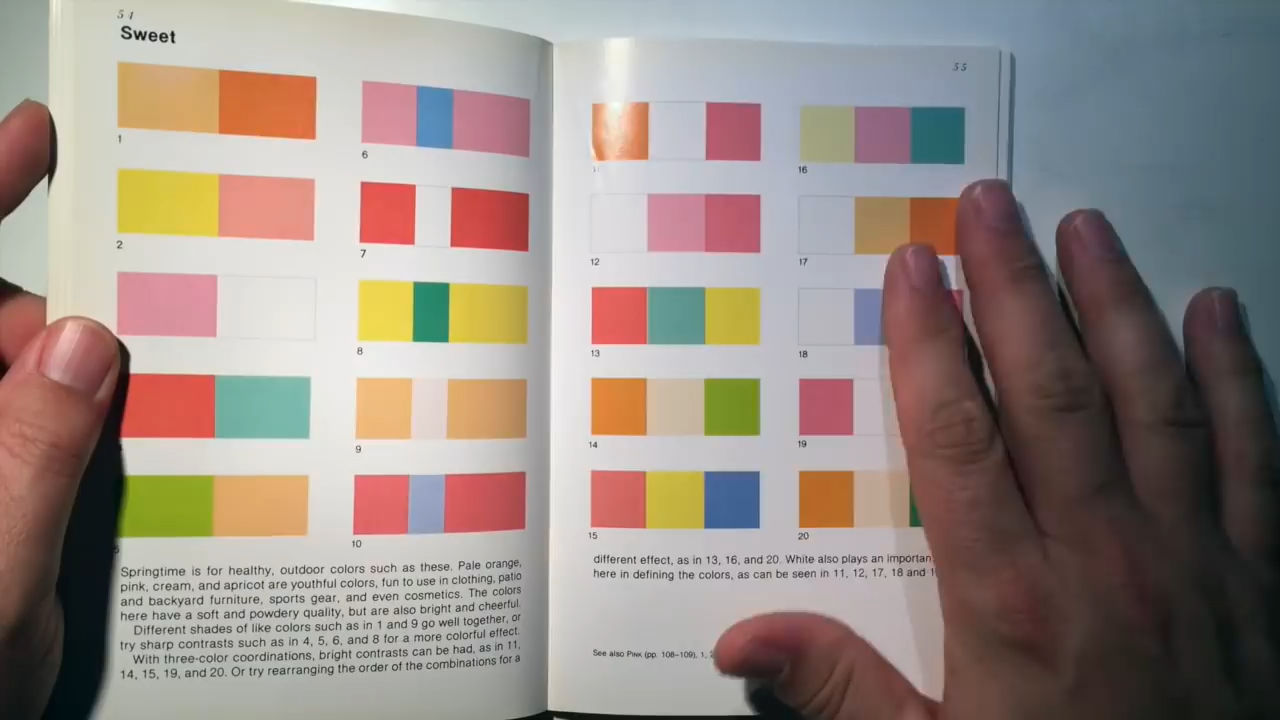 54
Sweet
1
2
5
6
7
8
9
10
Springtime is for healthy, outdoor colors such as these. Pale orange,
pink, cream, and apricot are youthful colors, fun to use in clothing, patio
and backyard furniture, sports gear, and even cosmetics. The colors
here have a soft and powdery quality, but are also bright and cheerful.
Different shades of like colors such as in 1 and 9 go well together, or
try sharp contrasts such as in 4, 5, 6, and 8 for a more colorful effect.
With three-color coordinations, bright contrasts can be had, as in 11,
14, 15, 19, and 20. Or try rearranging the order of the combinations for a
55
12
13
14
15
16
17
18
19
20
different effect, as in 13, 16, and 20. White also plays an importan
here in defining the colors, as can be seen in 11, 12, 17, 18 and 1
See also PINK (pp. 108–109), 1,